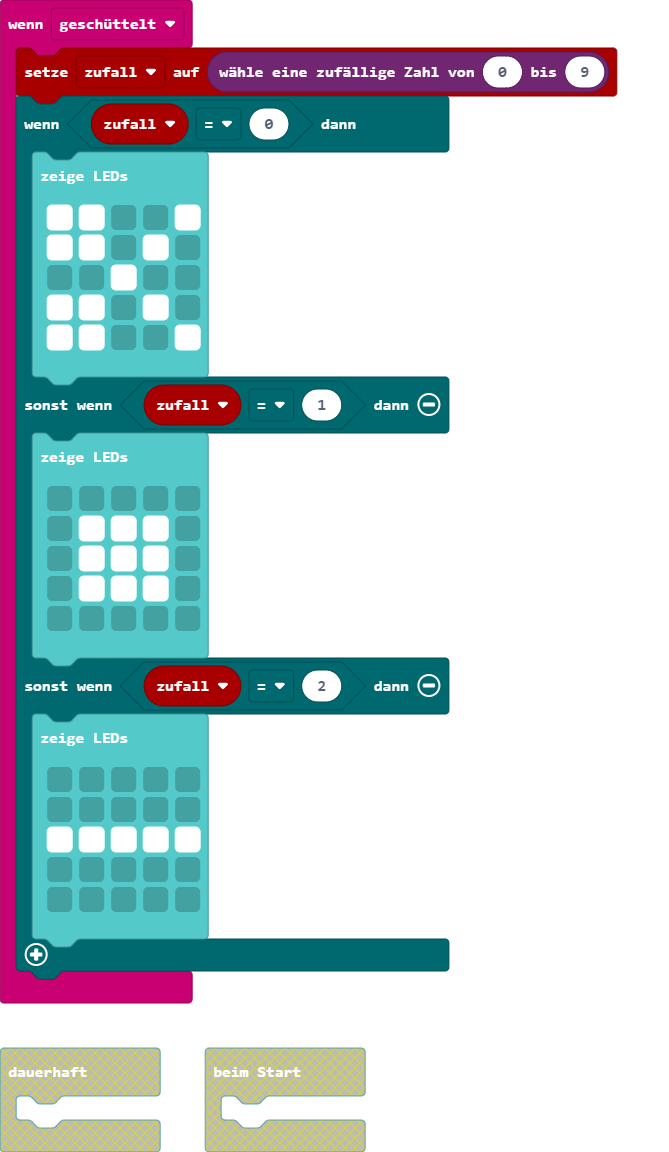 wenn geschüttelt
setze zufall auf wähle eine zufällige Zahl von 0 bis 9
wenn zufall = 0 dann
zeige LEDs
sonst wenn zufall = 1 dann
zeige LEDs
sonst wenn zufall = 2 dann
zeige LEDs
dauerhaft beim Start